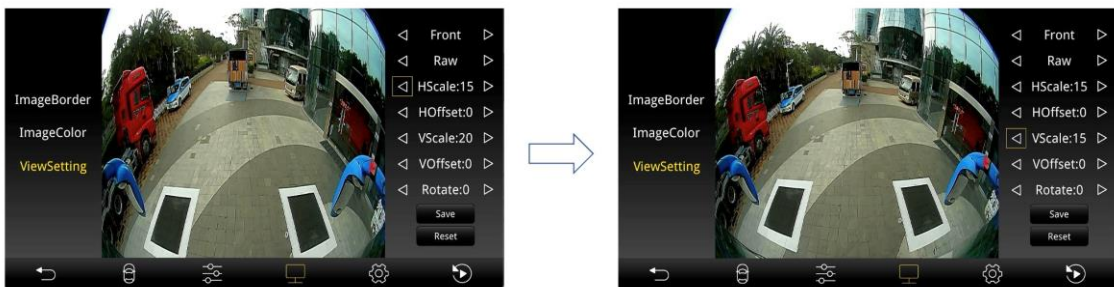 ImageBorder
ImageColor
ViewSetting
Front
Raw
HScale:15
HOffset:0
VScale:20
VOffset:0
Rotate:0
Save
Reset
ImageBorder
ImageColor
ViewSetting
Front
Raw
HScale:15
HOffset:0
VScale:15
VOffset:0
Rotate:0
Save
Reset